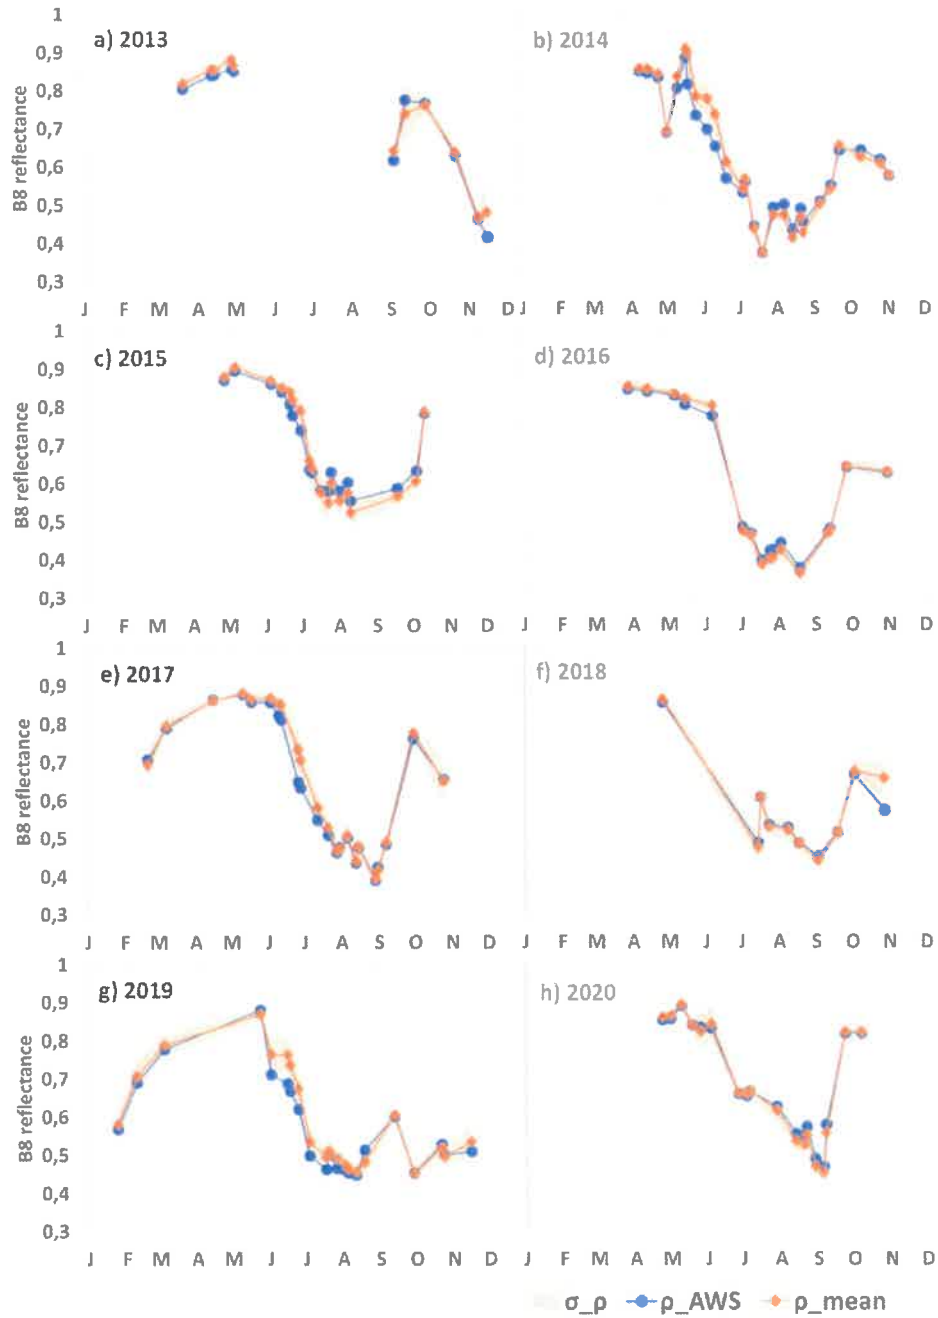 a) 2013
b) 2014
B8 reflectance
1
0,9
0,8
0,7
0,6
0,5
0,4
0,3
J F M A M J J A S O N D
J F M A M J J A S O N D
c) 2015
d) 2016
B8 reflectance
1
0,9
0,8
0,7
0,6
0,5
0,4
0,3
J F M A M J J A S O N D
J F M A M J J A S O N D
e) 2017
f) 2018
B8 reflectance
1
0,9
0,8
0,7
0,6
0,5
0,4
0,3
J F M A M J J A S O N D
J F M A M J J A S O N D
g) 2019
h) 2020
B8 reflectance
1
0,9
0,8
0,7
0,6
0,5
0,4
0,3
J F M A M J J A S O N D
J F M A M J J A S O N D
σ_ρ ρ_AWS ρ_mean